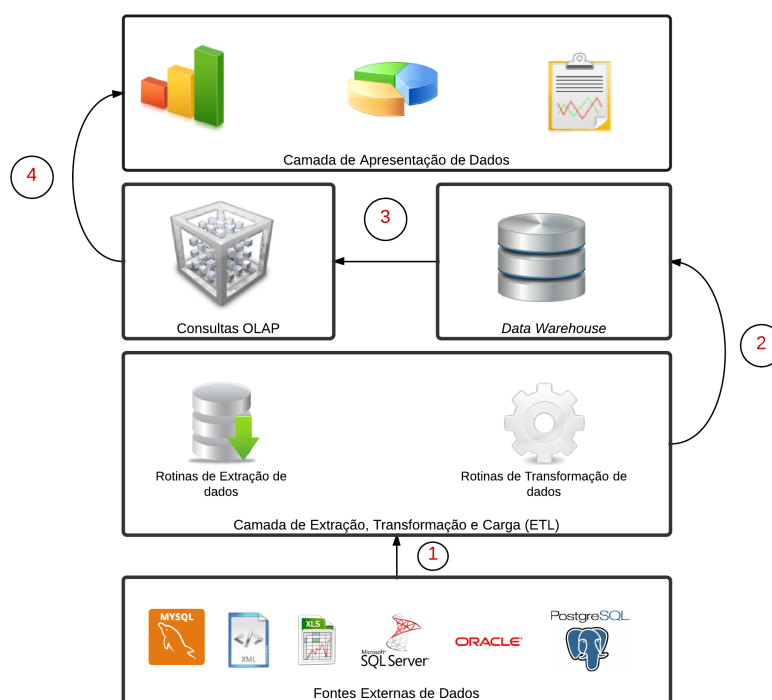 Camada de Apresentação de Dados
4
3
Consultas OLAP
Data Warehouse
2
Rotinas de Extração de
dados
Rotinas de Transformação de
dados
Camada de Extração, Transformação e Carga (ETL)
1
MYSQL
XML
XLS
Microsoft
SQL Server
ORACLE
PostgreSQL
Fontes Externas de Dados